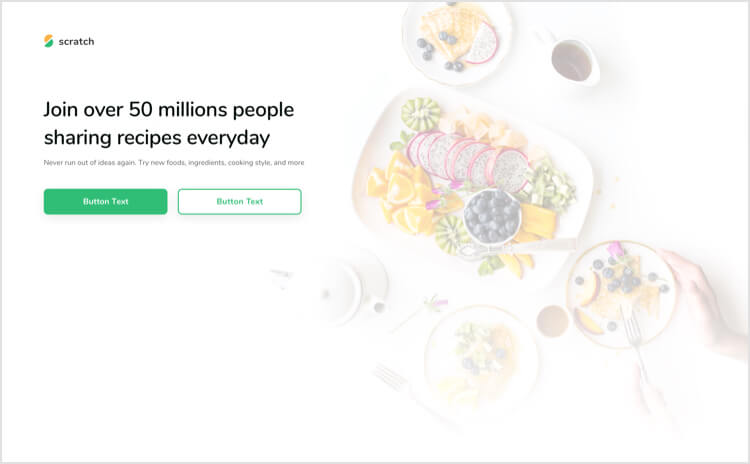 scratch
Join over 50 millions people
sharing recipes everyday
Never run out of ideas again. Try new foods, ingredients, cooking style, and more
Button Text
Button Text